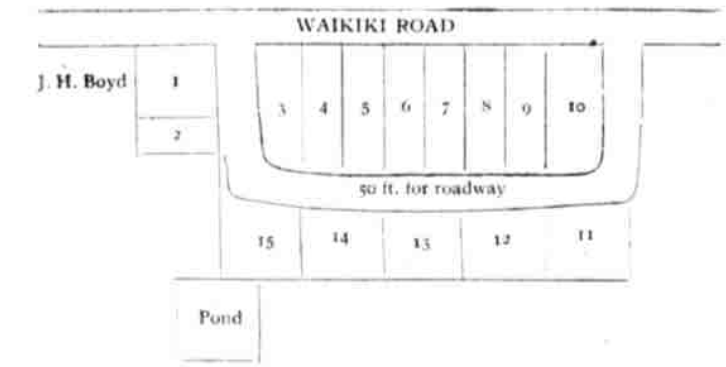 WAIKIKI ROAD
J. H. Boyd 1
3 4 5 6 7 8 9 10
2
50 ft. for roadway
15 14 13 12 11
Pond